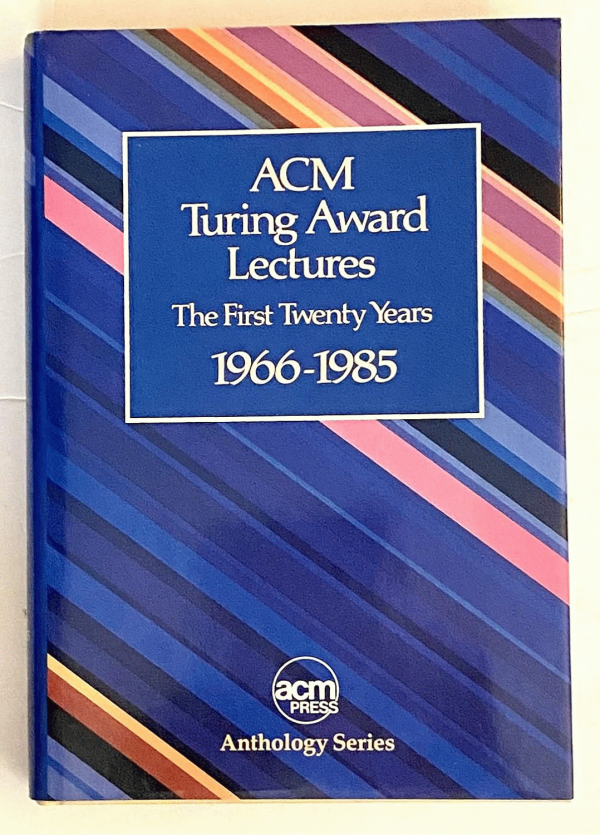 ACM
Turing Award
Lectures
The First Twenty Years
1966-1985
acm
PRESS
Anthology Series